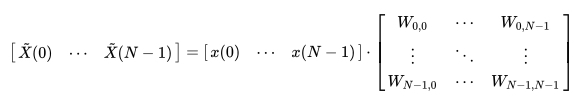 [ X̃(0) ⋯ X̃(N − 1) ] = [ x(0) ⋯ x(N − 1) ] · [ W_{0,0} ⋯ W_{0,N−1}
⋮ ⋱ ⋮
W_{N−1,0} ⋯ W_{N−1,N−1} ]